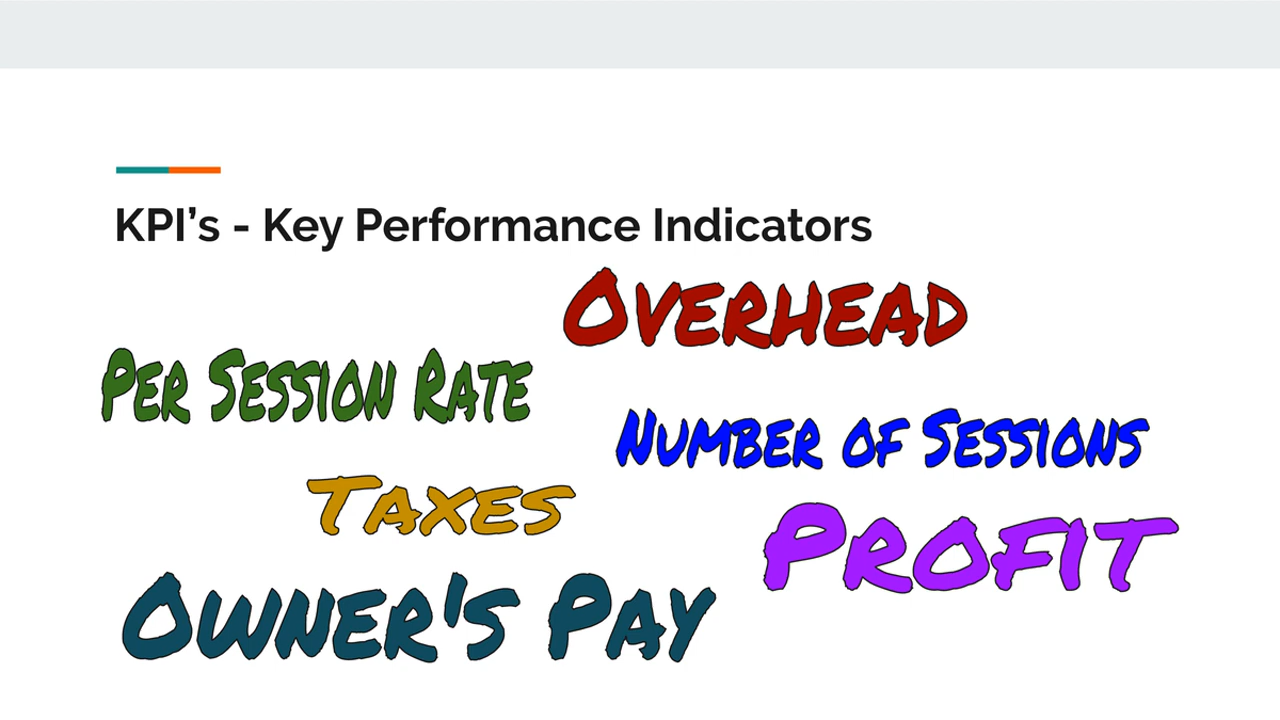 KPI’s - Key Performance Indicators
Overhead
Per Session Rate
Number of Sessions
Taxes
Profit
Owner's Pay